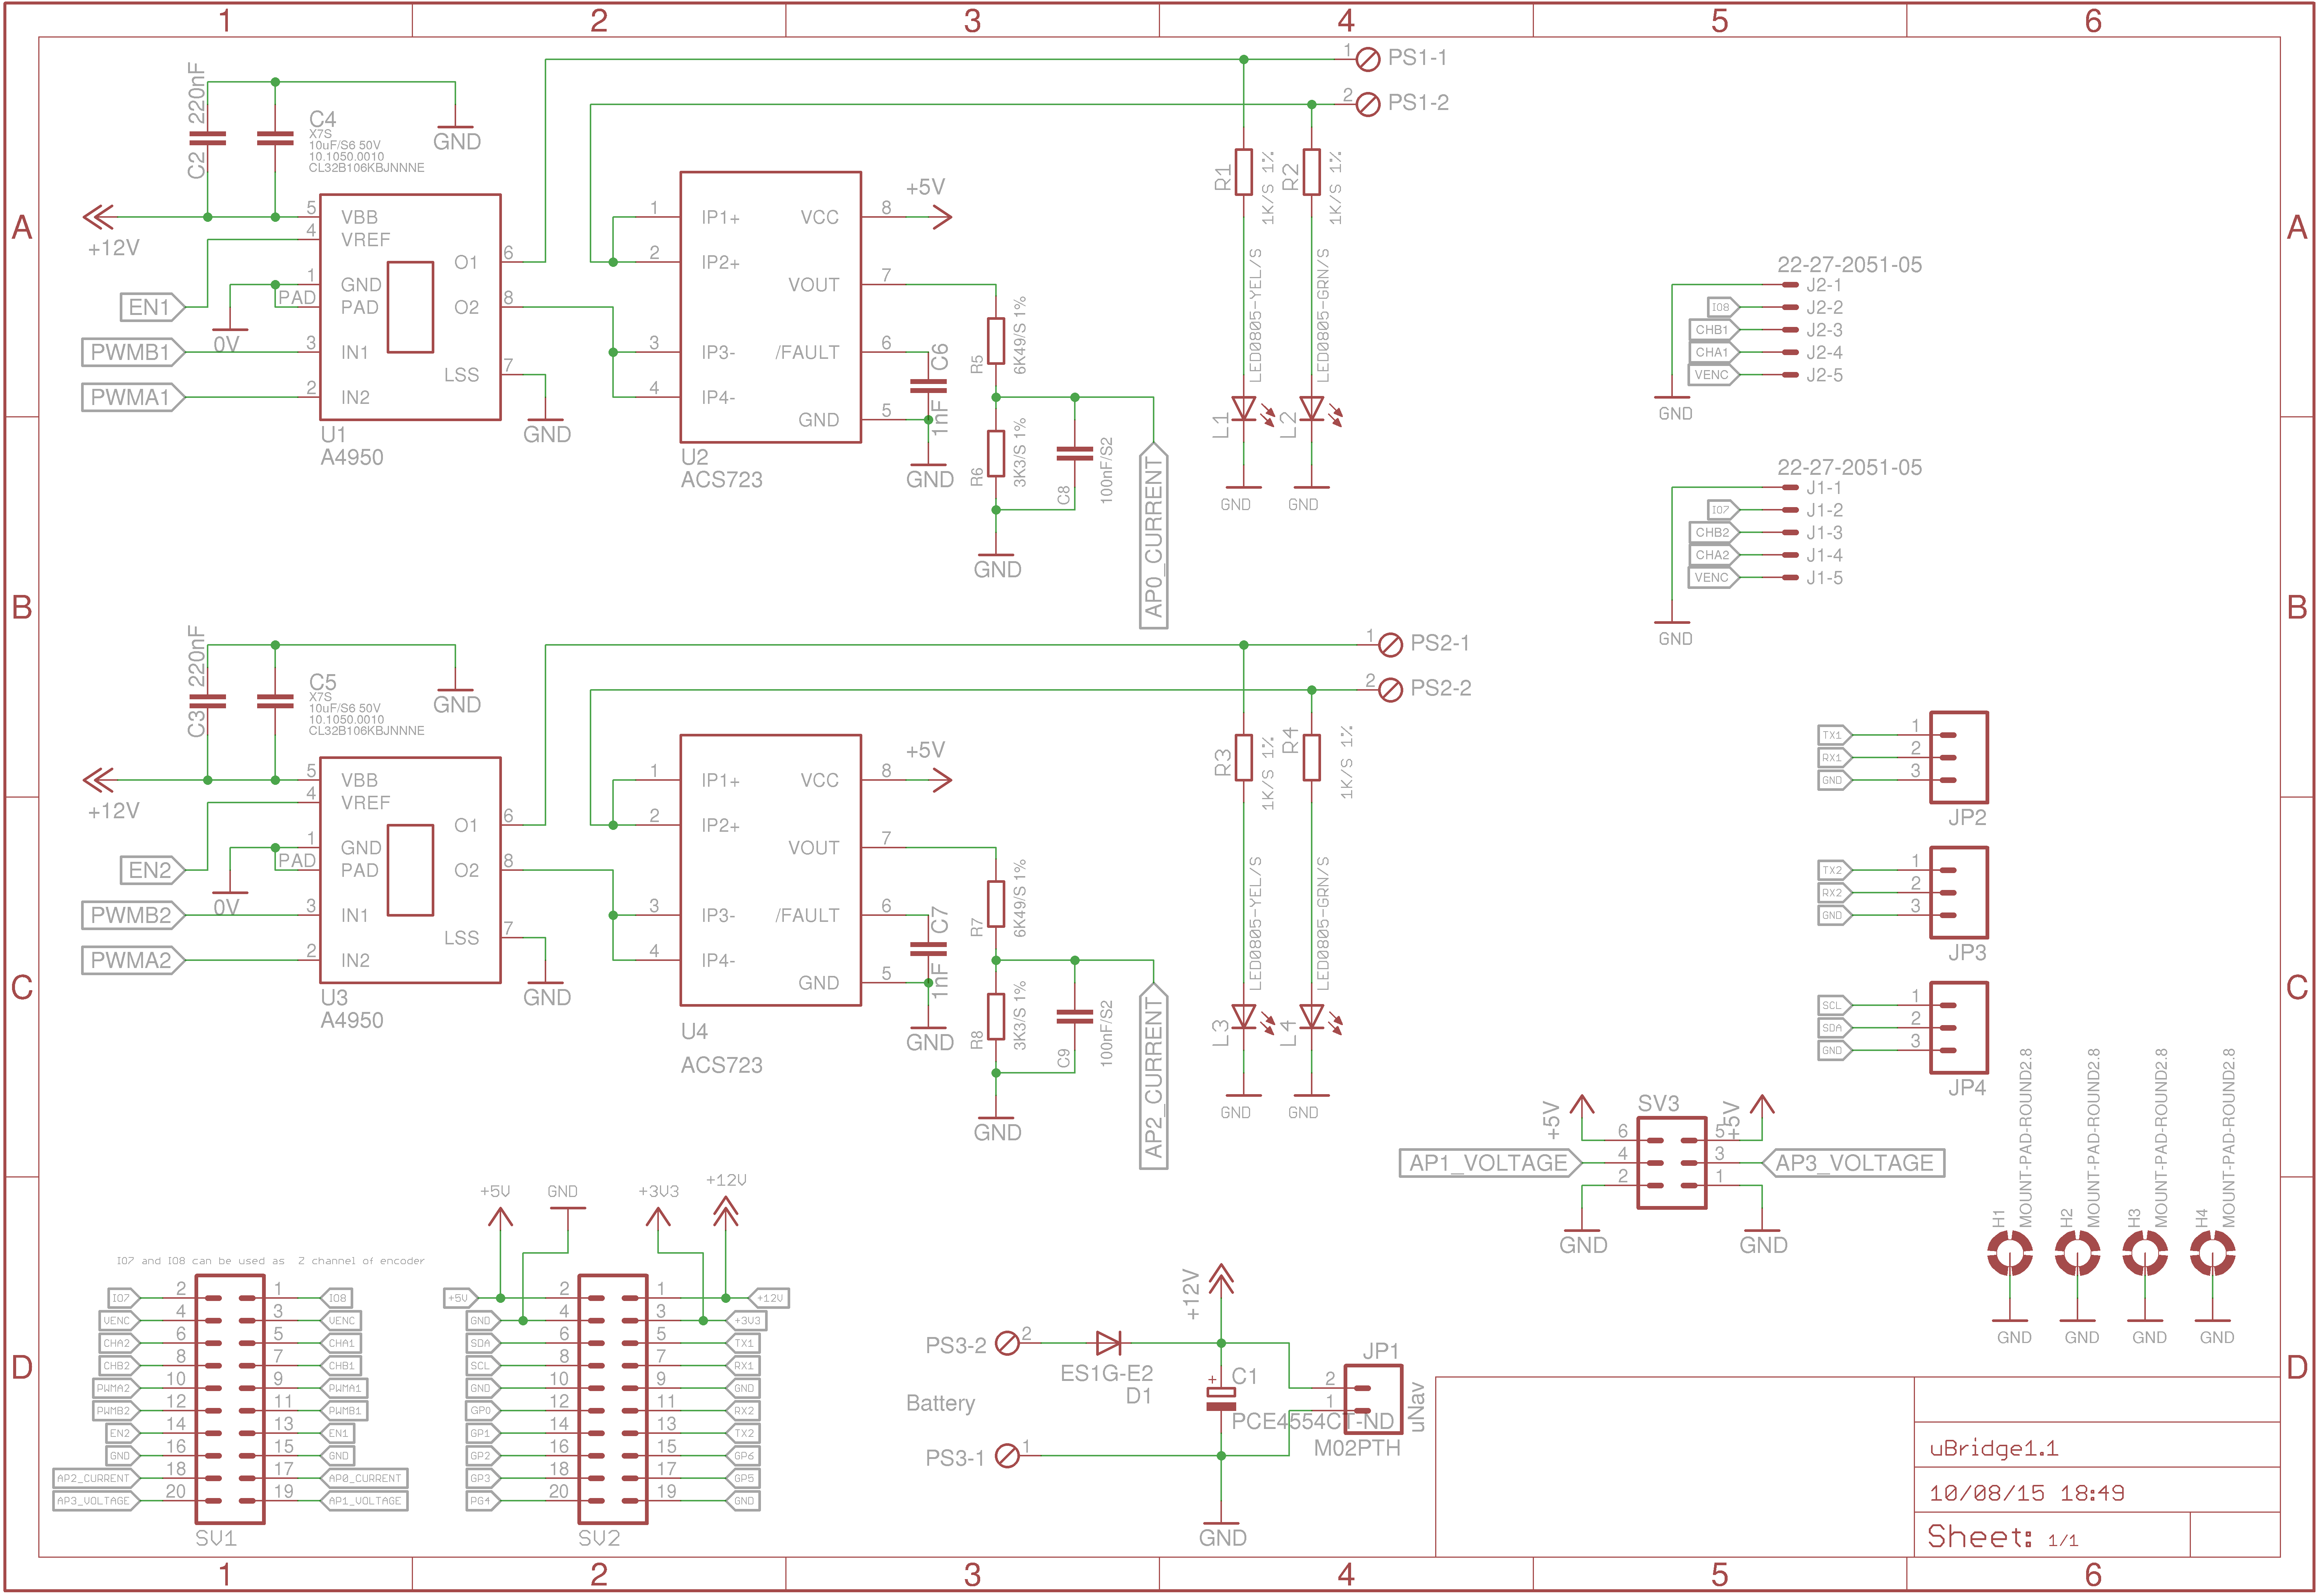 1 2 3 4 5 6
A
B
C
D
A
B
C
D
1 2 3 4 5 6
220nF
C2
C4
X7S
10uF/S6 50V
10.1050.0010
CL32B106KBJNNNE
GND
+12V
EN1
PWMB1
PWMA1
0V
5 VBB
4 VREF
1 GND
PAD PAD
3 IN1
2 IN2
O1 6
O2 8
LSS 7
GND
U1
A4950
1 IP1+
2 IP2+
3 IP3-
4 IP4-
VCC 8
VOUT 7
/FAULT 6
GND 5
U2
ACS723
+5V
C6
1nF
GND
R5
6K49/S 1%
R6
3K3/S 1%
C8
100nF/S2
GND
AP0_CURRENT
1 PS1-1
2 PS1-2
R1
1K/S 1%
R2
1K/S 1%
LED0805-YEL/S
LED0805-GRN/S
L1
L2
GND
GND
22-27-2051-05
J2-1
IO8 J2-2
CHB1 J2-3
CHA1 J2-4
VENC J2-5
GND
22-27-2051-05
J1-1
IO7 J1-2
CHB2 J1-3
CHA2 J1-4
VENC J1-5
GND
220nF
C3
C5
X7S
10uF/S6 50V
10.1050.0010
CL32B106KBJNNNE
GND
+12V
EN2
PWMB2
PWMA2
0V
5 VBB
4 VREF
1 GND
PAD PAD
3 IN1
2 IN2
O1 6
O2 8
LSS 7
GND
U3
A4950
1 IP1+
2 IP2+
3 IP3-
4 IP4-
VCC 8
VOUT 7
/FAULT 6
GND 5
U4
ACS723
+5V
C7
1nF
GND
R7
6K49/S 1%
R8
3K3/S 1%
C9
100nF/S2
GND
AP2_CURRENT
1 PS2-1
2 PS2-2
R3
1K/S 1%
R4
1K/S 1%
LED0805-YEL/S
LED0805-GRN/S
L3
L4
GND
GND
TX1 1
RX1 2
GND 3
JP2
TX2 1
RX2 2
GND 3
JP3
SCL 1
SDA 2
GND 3
JP4
SV3
+5V 6 5 +5V
AP1_VOLTAGE 4 3 AP3_VOLTAGE
2 1
GND GND
MOUNT-PAD-ROUND2.8
MOUNT-PAD-ROUND2.8
MOUNT-PAD-ROUND2.8
MOUNT-PAD-ROUND2.8
H1 H2 H3 H4
GND GND GND GND
IO7 and IO8 can be used as Z channel of encoder
IO7 2 1 IO8
VENC 4 3 VENC
CHA2 6 5 CHA1
CHB2 8 7 CHB1
PWMA2 10 9 PWMA1
PWMB2 12 11 PWMB1
EN2 14 13 EN1
GND 16 15 GND
AP2_CURRENT 18 17 AP0_CURRENT
AP3_VOLTAGE 20 19 AP1_VOLTAGE
SV1
+5V GND +3V3 +12V
+5V 2 1 +12V
GND 4 3 +3V3
SDA 6 5 TX1
SCL 8 7 RX1
GND 10 9 GND
GP0 12 11 RX2
GP1 14 13 TX2
GP2 16 15 GP6
GP3 18 17 GP5
PG4 20 19 GND
SV2
+12V
PS3-2 2
ES1G-E2
D1
Battery
PS3-1 1
+ C1
PCE4554CT-ND
GND
JP1
2
1
uNav
M02PTH
uBridge1.1
10/08/15 18:49
Sheet: 1/1